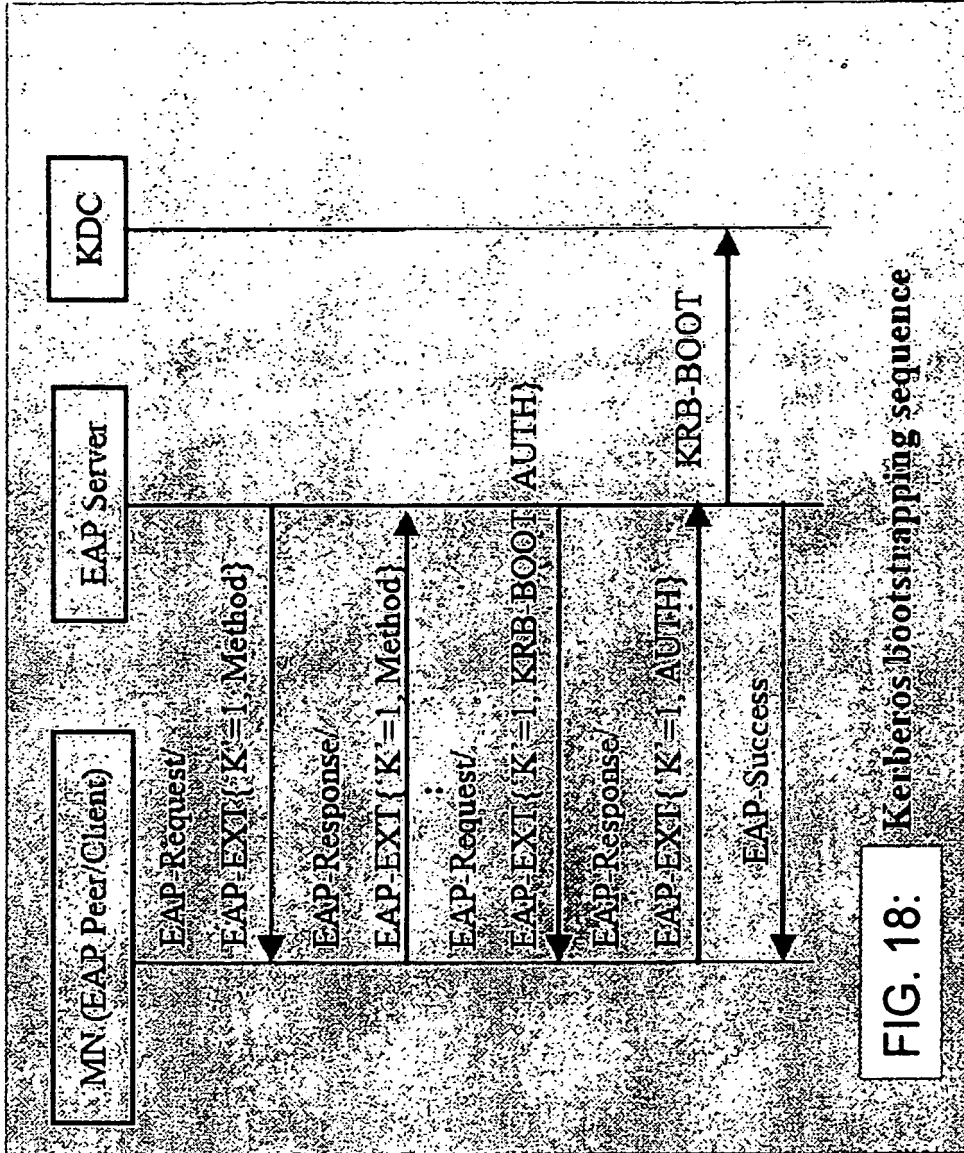 MN (EAP Peer/Client)
EAP Server
KDC
EAP-Request/
EAP-EXT{'K'=1, Method}
EAP-Response/
EAP-EXT{'K'=1, Method}
:
EAP-Request/
EAP-EXT{'K'=1, KRB-BOOT AUTH}
EAP-Response/
EAP-EXT{'K'=1, AUTH}
KRB-BOOT
EAP-Success
FIG. 18:
Kerberos bootstrapping sequence